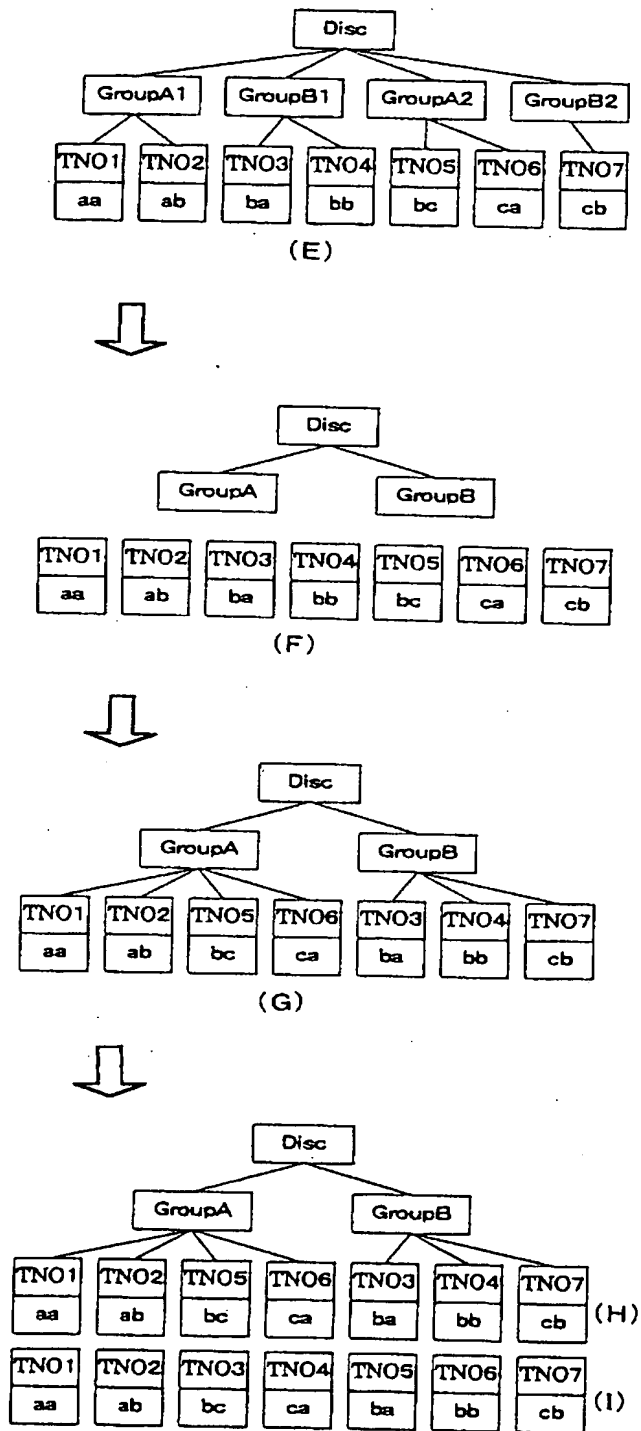 Disc
GroupA1 GroupB1 GroupA2 GroupB2
TNO1 TNO2 TNO3 TNO4 TNO5 TNO6 TNO7
aa ab ba bb bc ca cb
(E)
Disc
GroupA GroupB
TNO1 TNO2 TNO3 TNO4 TNO5 TNO6 TNO7
aa ab ba bb bc ca cb
(F)
Disc
GroupA GroupB
TNO1 TNO2 TNO5 TNO6 TNO3 TNO4 TNO7
aa ab bc ca ba bb cb
(G)
Disc
GroupA GroupB
TNO1 TNO2 TNO5 TNO6 TNO3 TNO4 TNO7
aa ab bc ca ba bb cb (H)
TNO1 TNO2 TNO3 TNO4 TNO5 TNO6 TNO7
aa ab bc ca ba bb cb (I)